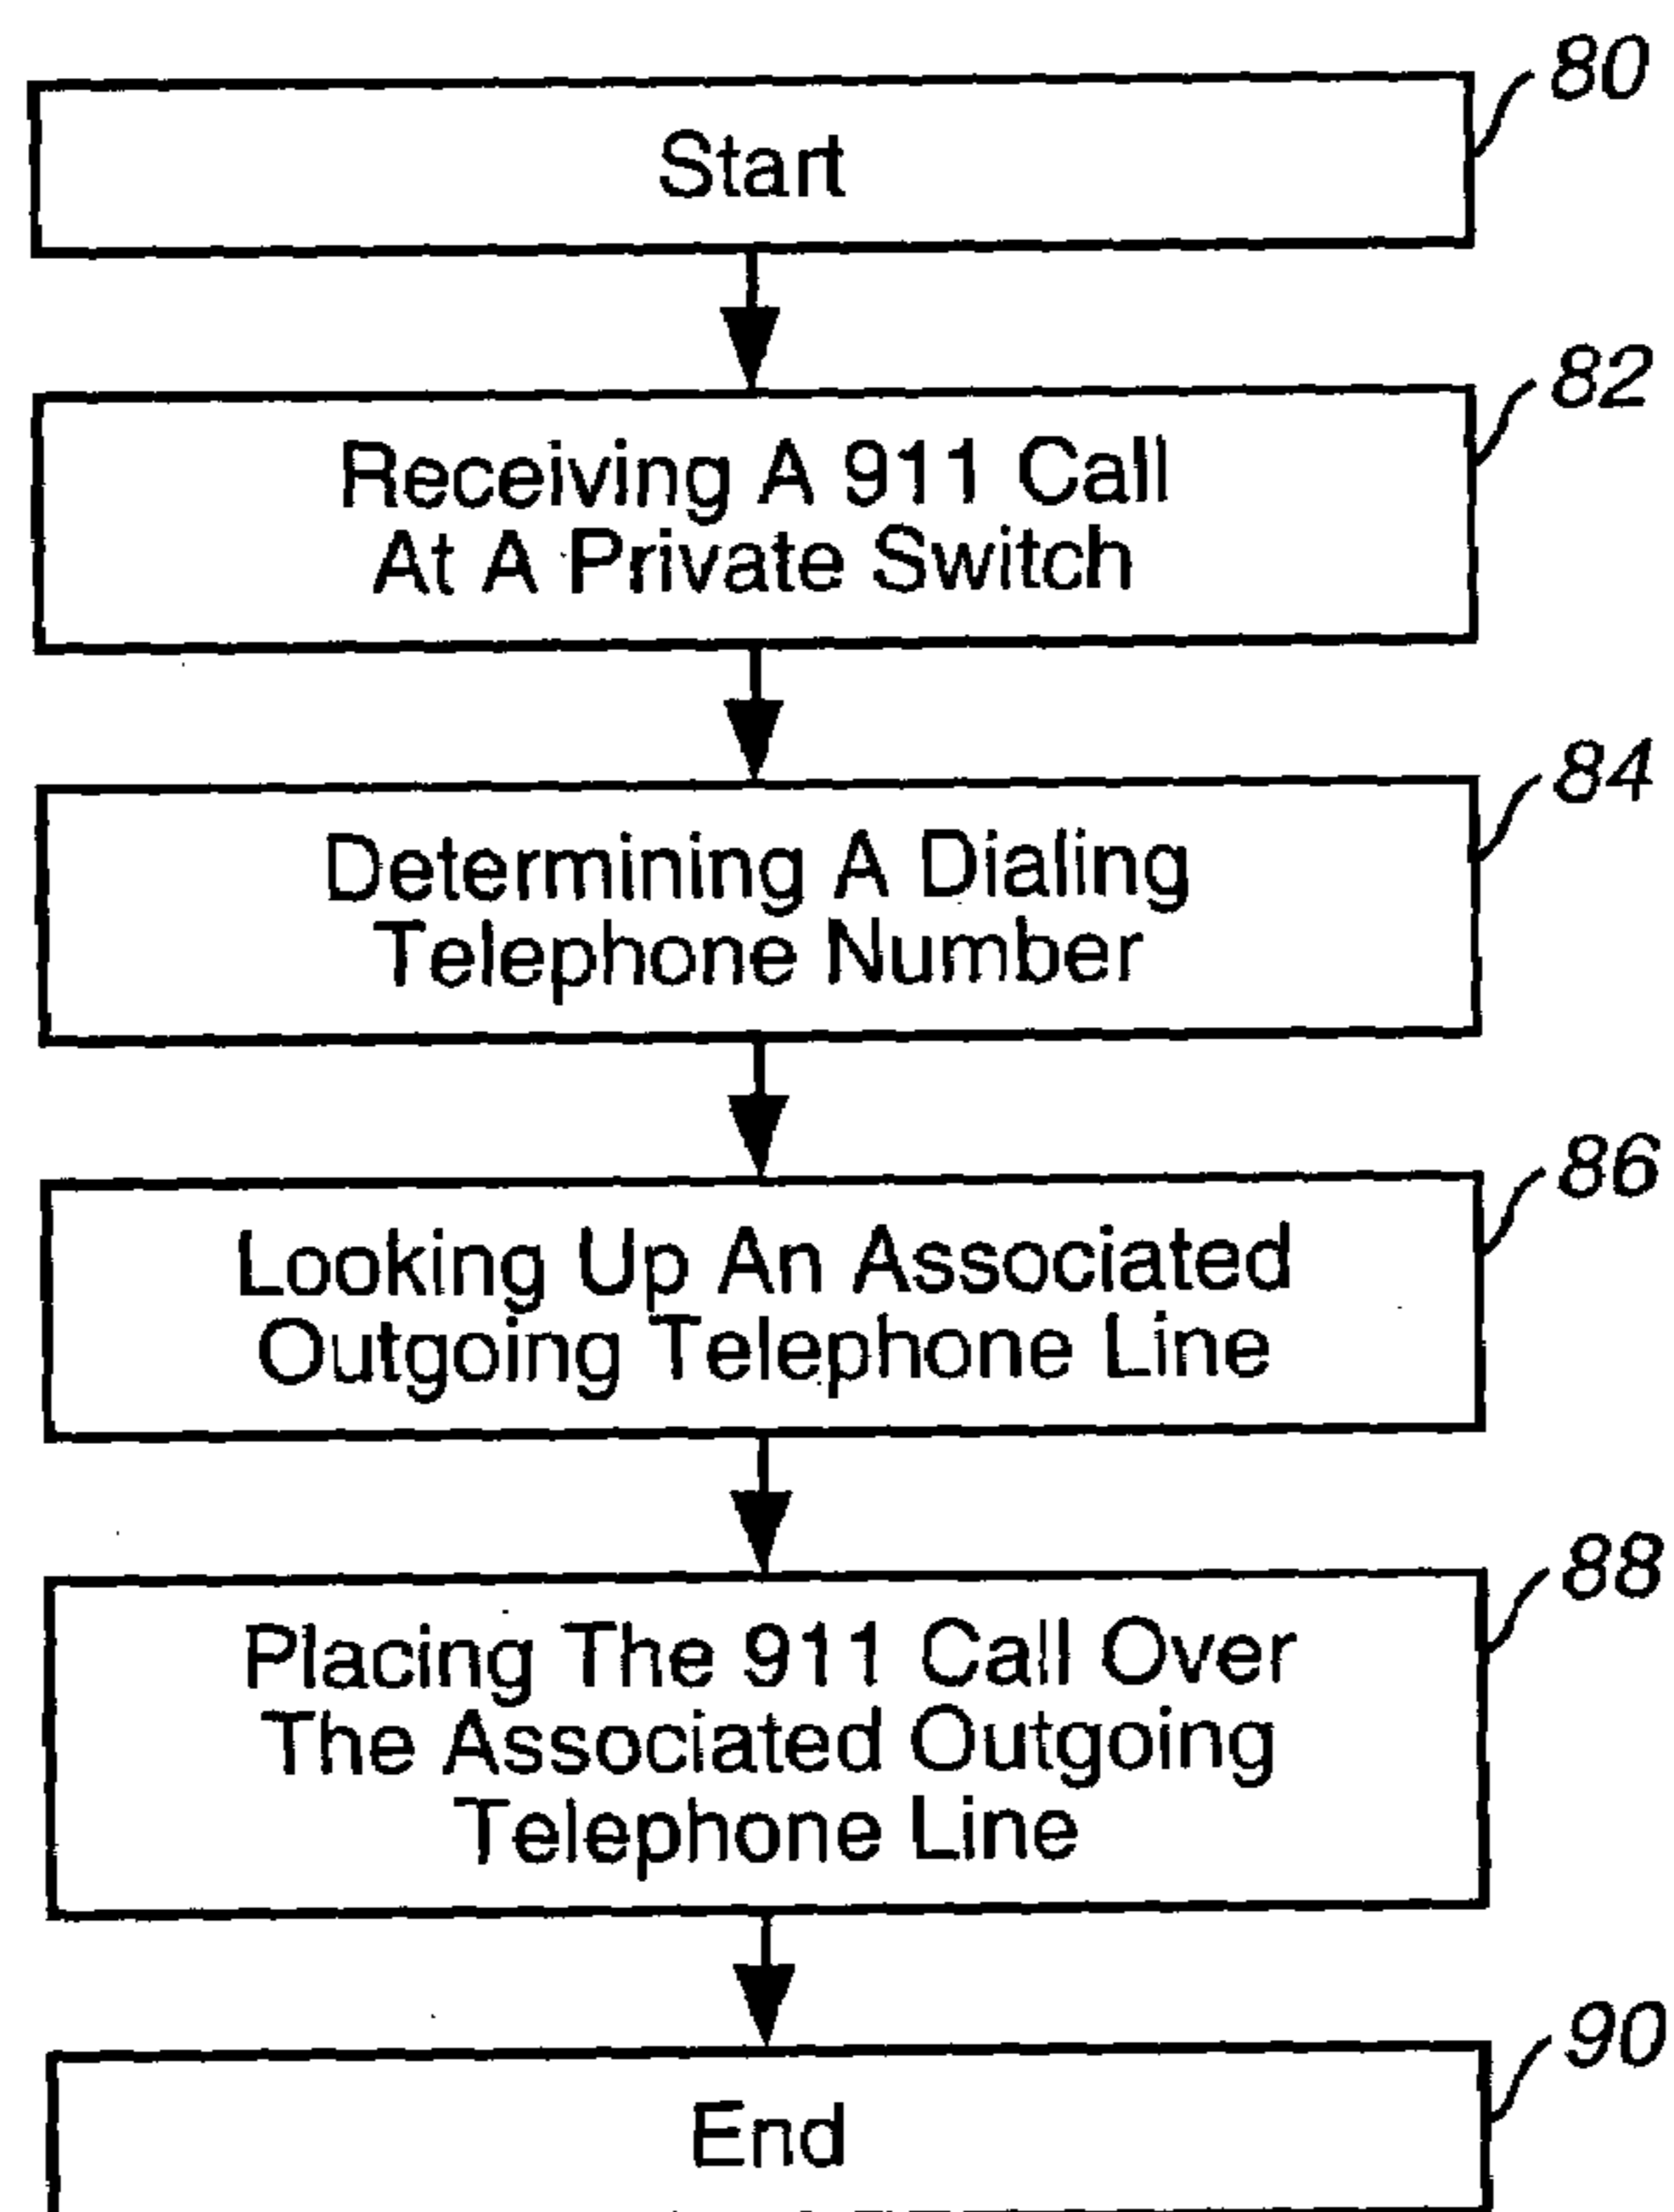 80
Start
82
Receiving A 911 Call
At A Private Switch
84
Determining A Dialing
Telephone Number
86
Looking Up An Associated
Outgoing Telephone Line
88
Placing The 911 Call Over
The Associated Outgoing
Telephone Line
90
End